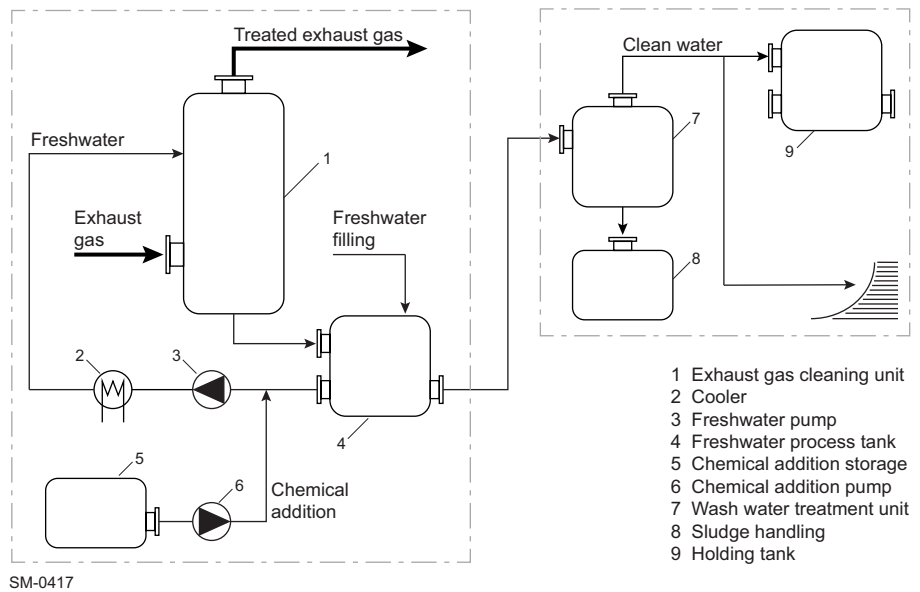 Treated exhaust gas
Freshwater
1
Exhaust
gas
Freshwater
filling
2
3
4
5
6
Chemical
addition
Clean water
7
8
9
1 Exhaust gas cleaning unit
2 Cooler
3 Freshwater pump
4 Freshwater process tank
5 Chemical addition storage
6 Chemical addition pump
7 Wash water treatment unit
8 Sludge handling
9 Holding tank
SM-0417